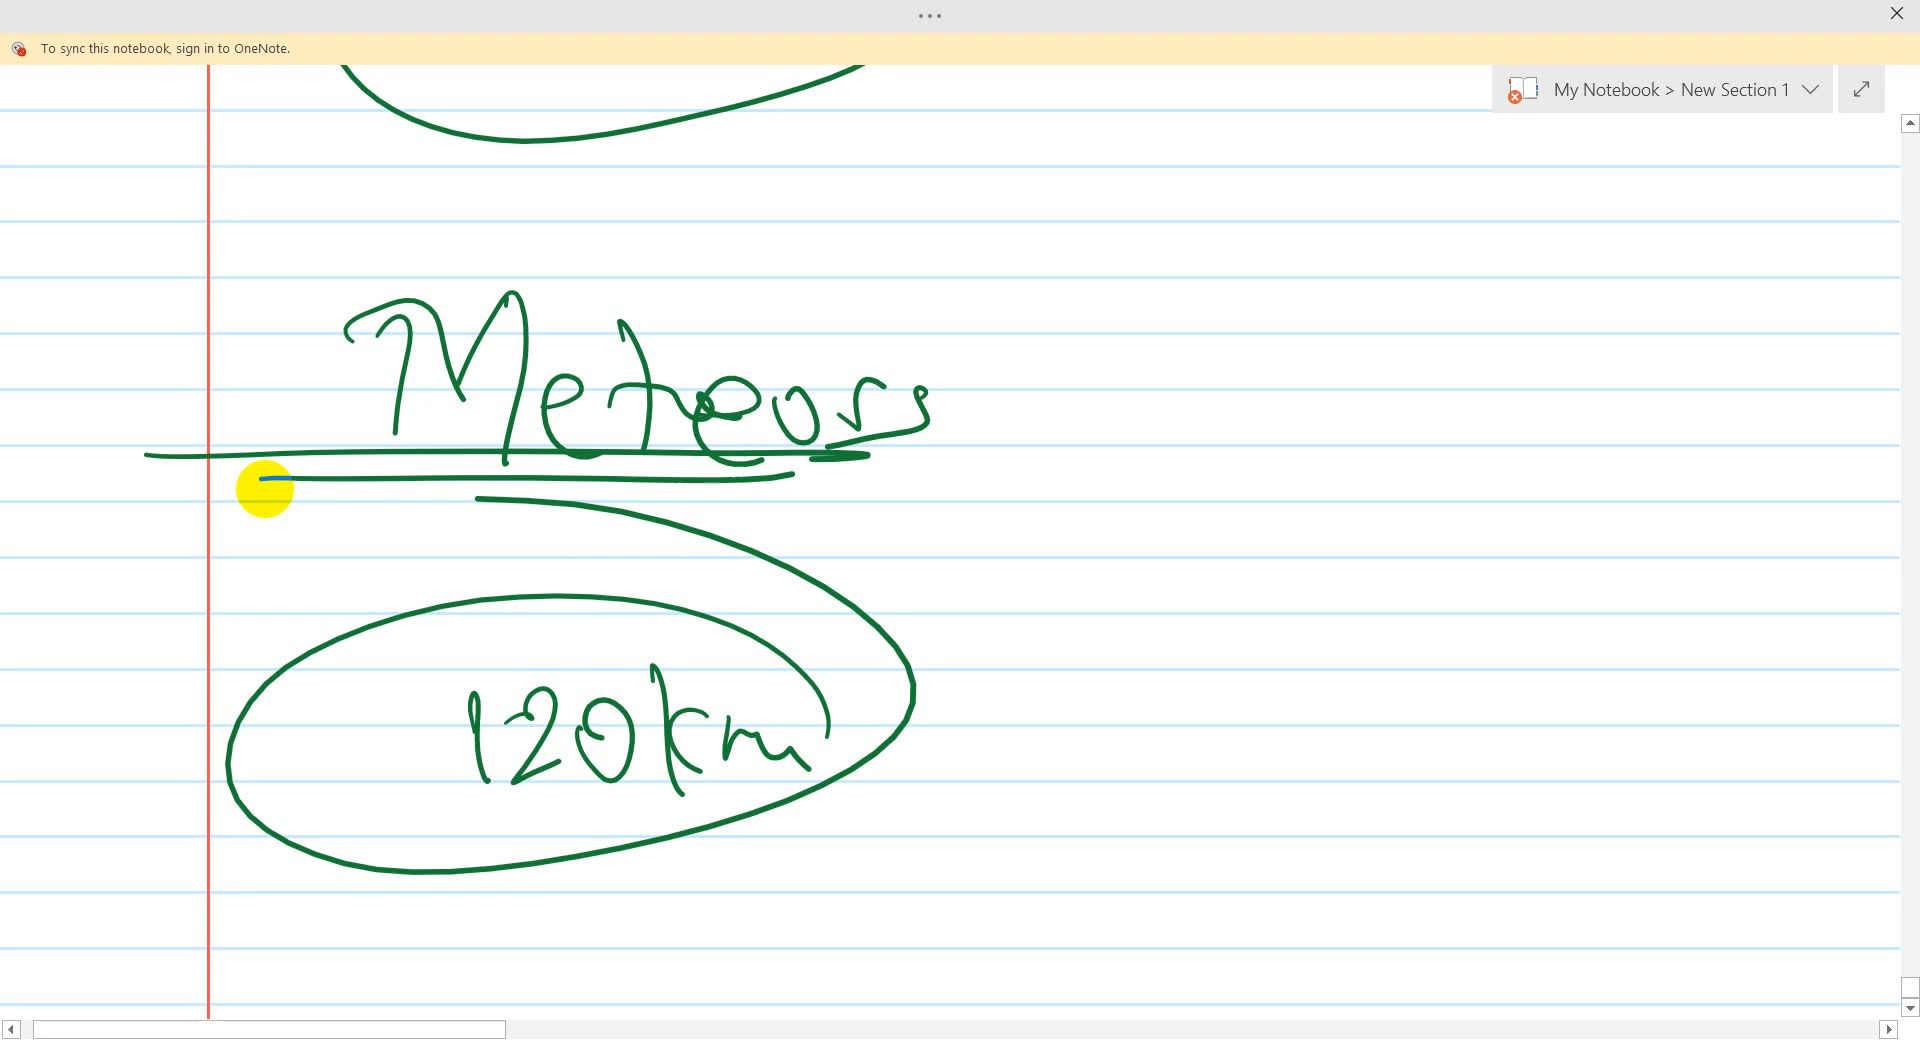 To sync this notebook, sign in to OneNote.
My Notebook > New Section 1
Meteors
120km